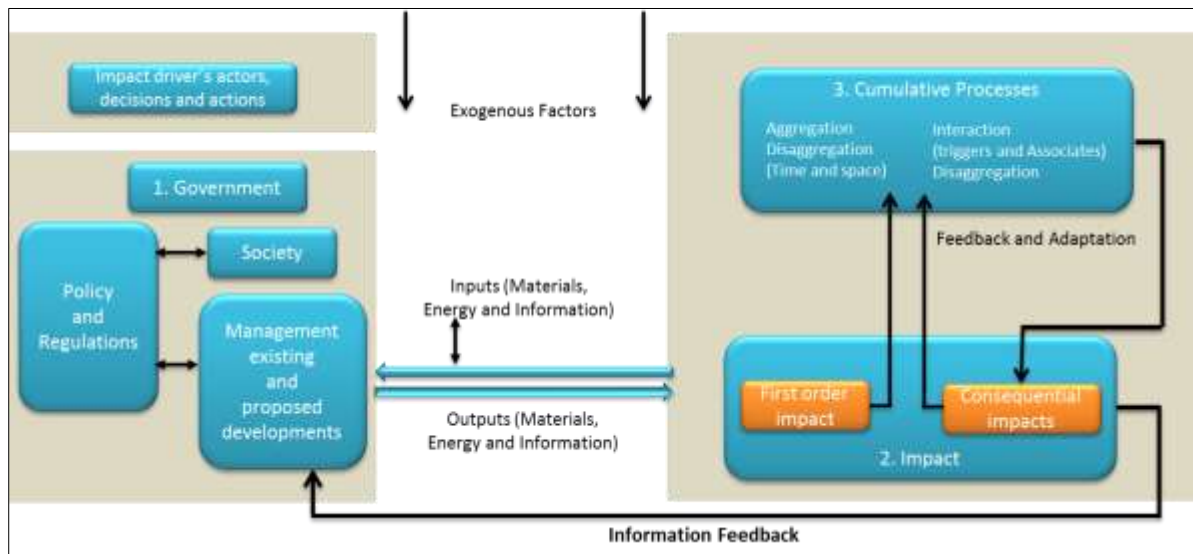 Impact driver's actors,
decisions and actions
Exogenous Factors
1. Government
Society
Policy
and
Regulations
Management
existing
and
proposed
developments
Inputs (Materials,
Energy and Information)
Outputs (Materials,
Energy and Information)
3. Cumulative Processes
Aggregation
Disaggregation
(Time and space)
Interaction
(triggers and Associates)
Disaggregation
Feedback and Adaptation
First order
impact
Consequential
impacts
2. Impact
Information Feedback